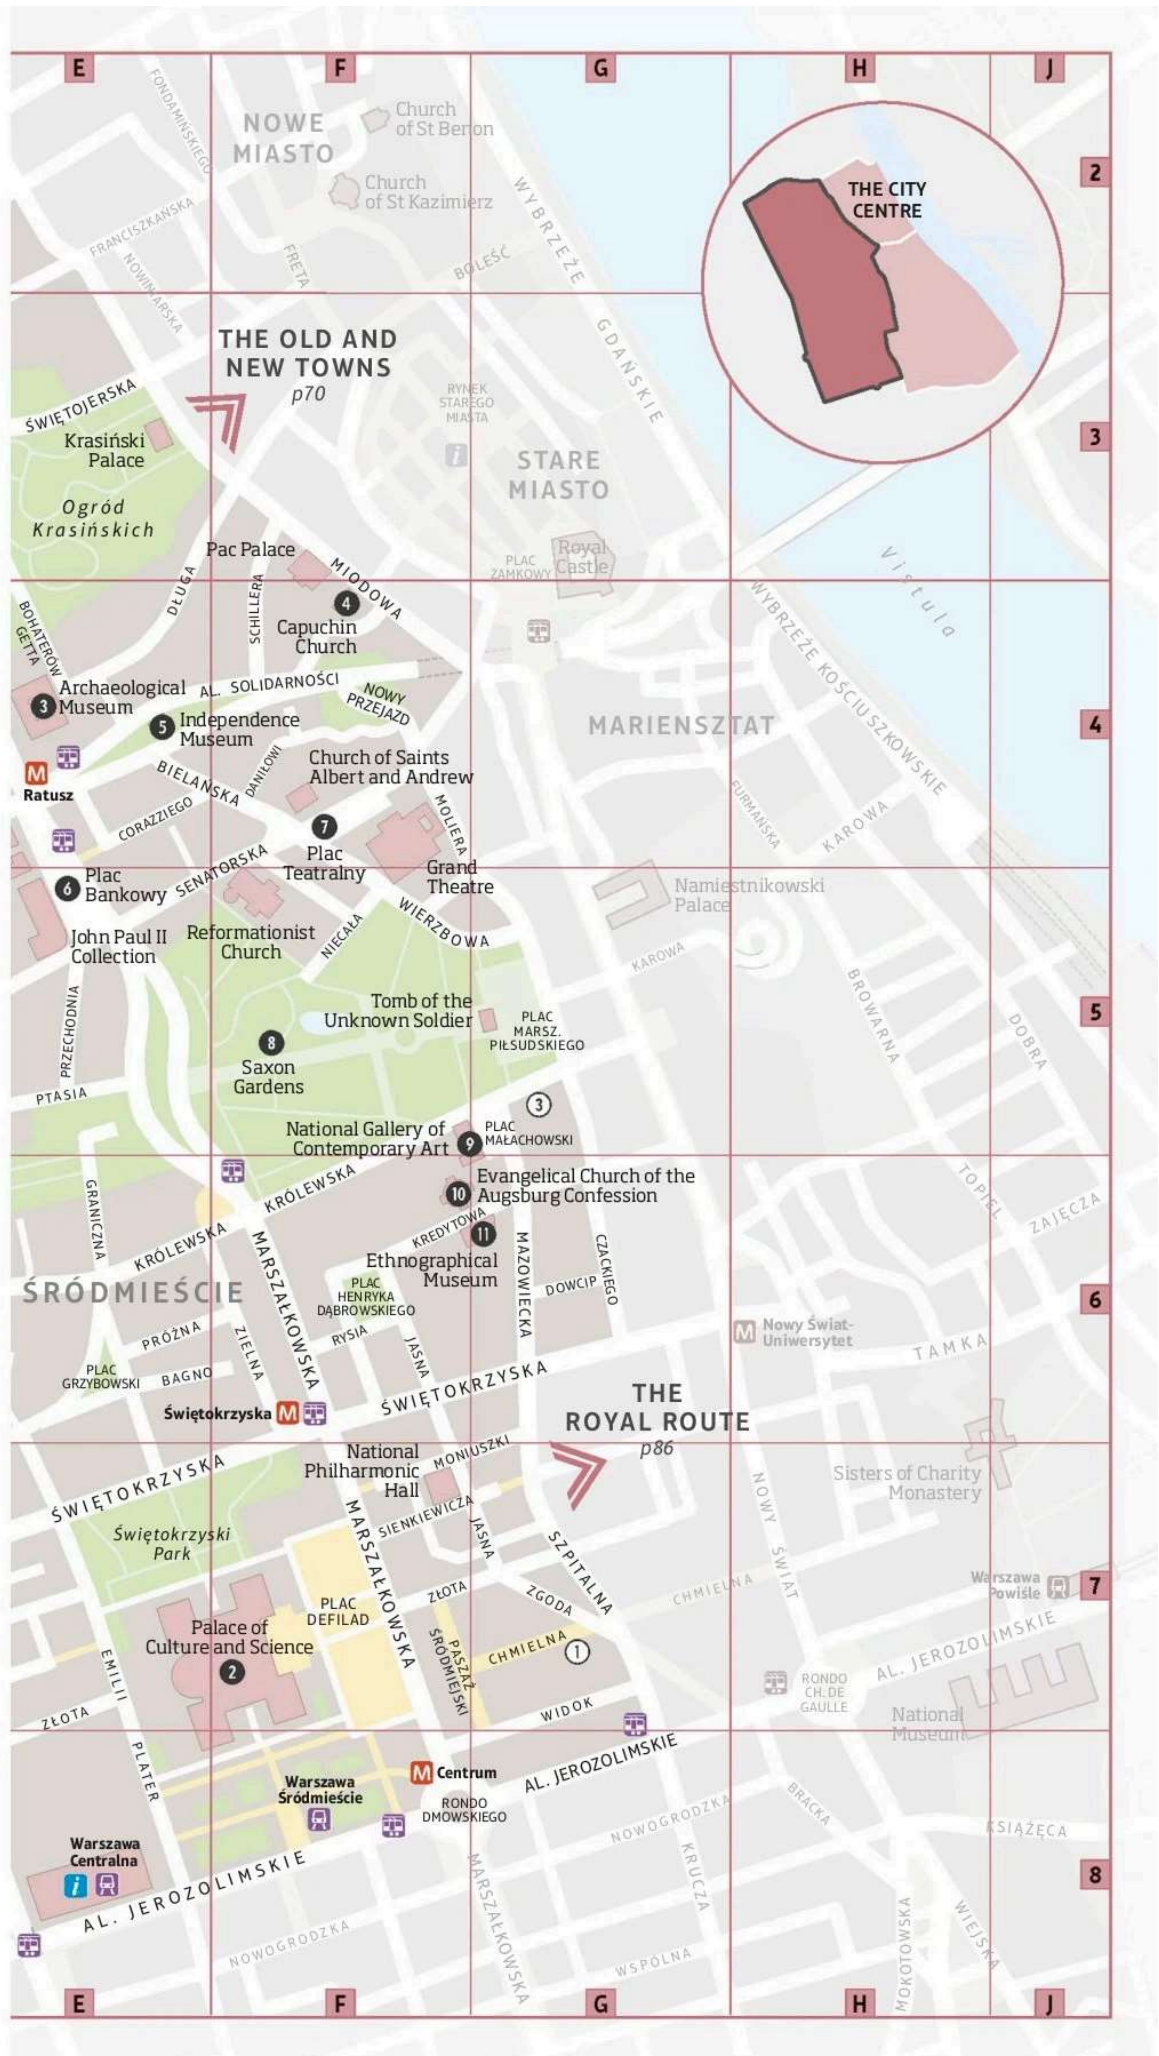 E
F
G
H
J
FONDAMIŃSKIEGO
NOWE
MIASTO
Church
of St Benon
Church
of St Kazimierz
WYBRZEŻE
GDAŃSKIE
2
THE CITY
CENTRE
FRANCISZKAŃSKA
NOWINIARSKA
FRETA
BOLEŚĆ
THE OLD AND
NEW TOWNS
p70
ŚWIĘTOJERSKA
Krasiński
Palace
RYNEK
STAREGO
MIASTA
i
3
STARE
MIASTO
Ogród
Krasińskich
Pac Palace
PLAC
ZAMKOWY
Royal
Castle
Vistula
DŁUGA
SCHILLERA
MIODOWA
4
Capuchin
Church
BOHATERÓW
GETTA
WYBRZEŻE KOŚCIUSZKOWSKIE
3
Archaeological
Museum
AL. SOLIDARNOŚCI
NOWY
PRZEJAZD
5
Independence
Museum
MARIENSZTAT
4
M
Ratusz
BIELAŃSKA
DANIŁOWI
Church of Saints
Albert and Andrew
CORAZZIEGO
7
Plac
Teatralny
MOLIERA
FURMAŃSKA
KAROWA
6
Plac
Bankowy
SENATORSKA
Grand
Theatre
Namiestnikowski
Palace
John Paul II
Collection
Reformationist
Church
NIECAŁA
WIERZBOWA
KAROWA
BROWARNA
DOBRA
PRZECHODNIA
Tomb of the
Unknown Soldier
PLAC
MARSZ.
PIŁSUDSKIEGO
5
8
Saxon
Gardens
PTASIA
3
National Gallery of
Contemporary Art
9
PLAC
MAŁACHOWSKI
GRANICZNA
KRÓLEWSKA
10
Evangelical Church of the
Augsburg Confession
TOPIEL
ZAJĘCZA
KRÓLEWSKA
MARSZAŁKOWSKA
KREDYTOWA
11
Ethnographical
Museum
MAZOWIECKA
CZACKIEGO
DOWCIP
ŚRÓDMIEŚCIE
PLAC
HENRYKA
DĄBROWSKIEGO
6
PRÓŻNA
ZIELNA
RYSIA
JASNA
M
Nowy Świat-
Uniwersytet
TAMKA
PLAC
GRZYBOWSKI
BAGNO
Świętokrzyska
M
ŚWIĘTOKRZYSKA
THE
ROYAL ROUTE
p86
ŚWIĘTOKRZYSKA
National
Philharmonic
Hall
MONIUSZKI
Sisters of Charity
Monastery
NOWY ŚWIAT
Świętokrzyski
Park
MARSZAŁKOWSKA
SIENKIEWICZA
JASNA
SZPITALNA
PLAC
DEFILAD
ZŁOTA
ZGODA
CHMIELNA
Warszawa
Powiśle
7
Palace of
Culture and Science
2
PASAŻ
ŚRÓDMIEJSKI
CHMIELNA
1
AL. JEROZOLIMSKIE
EMILII
PLATER
ZŁOTA
WIDOK
RONDO
CH. DE
GAULLE
National
Museum
Warszawa
Śródmieście
M
Centrum
RONDO
DMOWSKIEGO
AL. JEROZOLIMSKIE
NOWOGRODZKA
BRACKA
KSIĄŻĘCA
Warszawa
Centralna
i
AL. JEROZOLIMSKIE
MARSZAŁKOWSKA
KRUCZA
8
NOWOGRODZKA
WSPÓLNA
MOKOTOWSKA
WIEJSKA
E
F
G
H
J